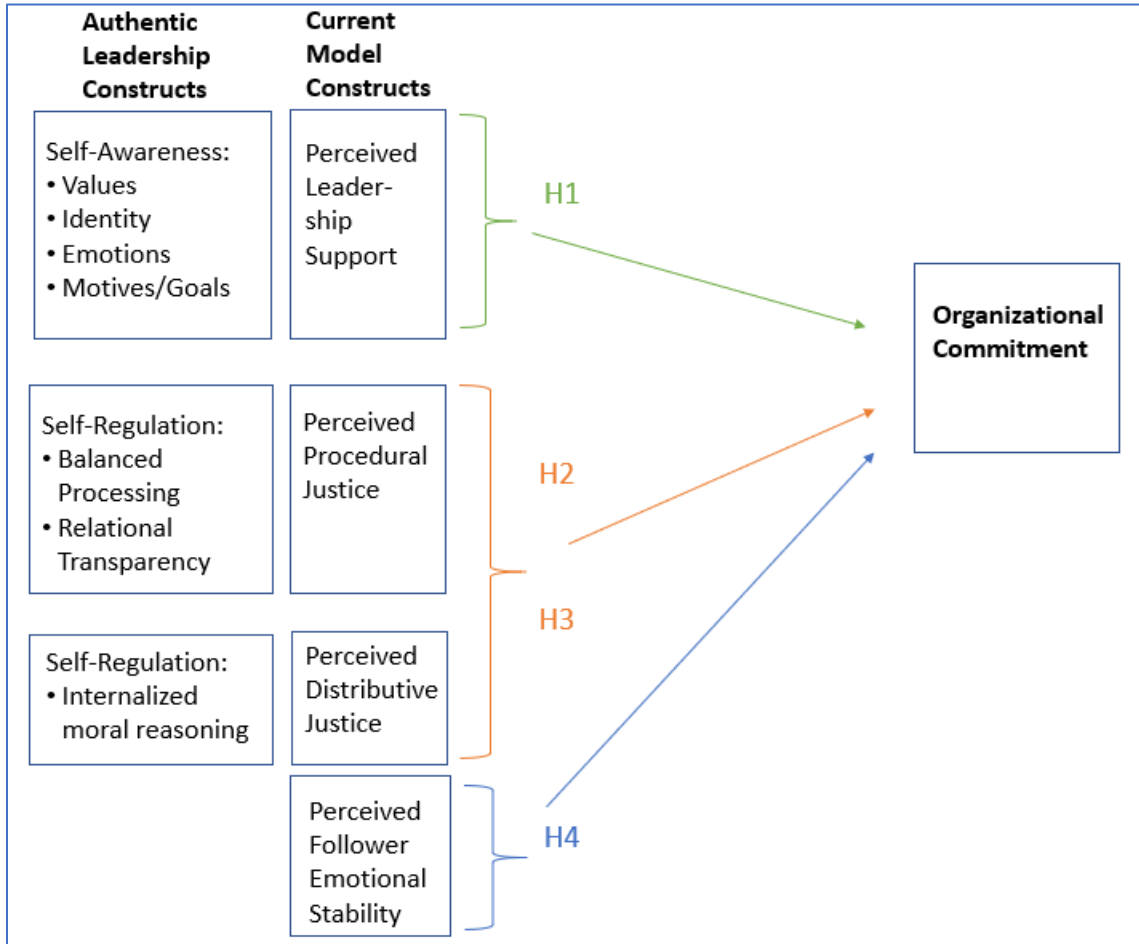 Authentic
Leadership
Constructs
Current
Model
Constructs
Self-Awareness:
• Values
• Identity
• Emotions
• Motives/Goals
Perceived
Leader-
ship
Support
H1
Organizational
Commitment
Self-Regulation:
• Balanced
Processing
• Relational
Transparency
Perceived
Procedural
Justice
H2
H3
Self-Regulation:
• Internalized
moral reasoning
Perceived
Distributive
Justice
Perceived
Follower
Emotional
Stability
H4